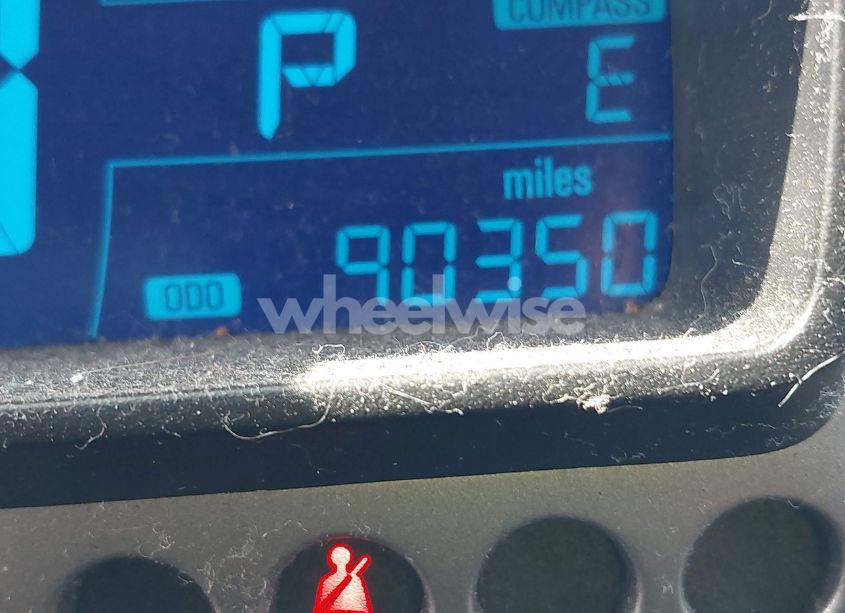 COMPASS
P E
miles
ODO 90350
wheelwise